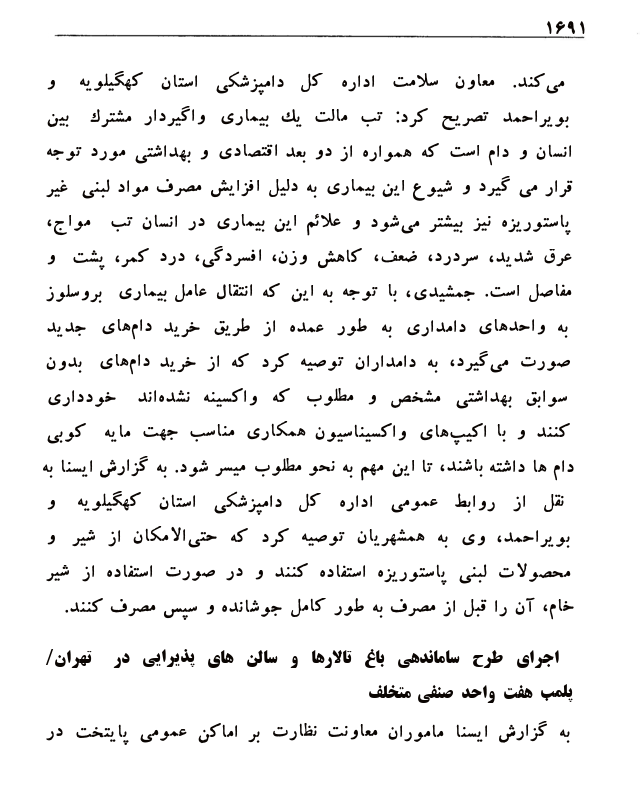 ۱۶۹۱
می‌کند. معاون سلامت اداره کل دامپزشکی استان کهگیلویه و
بویراحمد تصریح کرد: تب مالت یك بیماری واگیردار مشترك بین
انسان و دام است که همواره از دو بعد اقتصادی و بهداشتی مورد توجه
قرار می گیرد و شیوع این بیماری به دلیل افزایش مصرف مواد لبنی غیر
پاستوریزه نیز بیشتر می‌شود و علائم این بیماری در انسان تب مواج،
عرق شدید، سردرد، ضعف، کاهش وزن، افسردگی، درد کمر، پشت و
مفاصل است. جمشیدی، با توجه به این که انتقال عامل بیماری بروسلوز
به واحدهای دامداری به طور عمده از طریق خرید دام‌های جدید
صورت می‌گیرد، به دامداران توصیه کرد که از خرید دام‌های بدون
سوابق بهداشتی مشخص و مطلوب که واکسینه نشده‌اند خودداری
کنند و با اکیپ‌های واکسیناسیون همکاری مناسب جهت مایه کوبی
دام ها داشته باشند، تا این مهم به نحو مطلوب میسر شود. به گزارش ایسنا به
نقل از روابط عمومی اداره کل دامپزشکی استان کهگیلویه و
بویراحمد، وی به همشهریان توصیه کرد که حتی‌الامکان از شیر و
محصولات لبنی پاستوریزه استفاده کنند و در صورت استفاده از شیر
خام، آن را قبل از مصرف به طور کامل جوشانده و سپس مصرف کنند.
اجرای طرح ساماندهی باغ تالارها و سالن های پذیرایی در تهران/
پلمب هفت واحد صنفی متخلف
به گزارش ایسنا ماموران معاونت نظارت بر اماکن عمومی پایتخت در